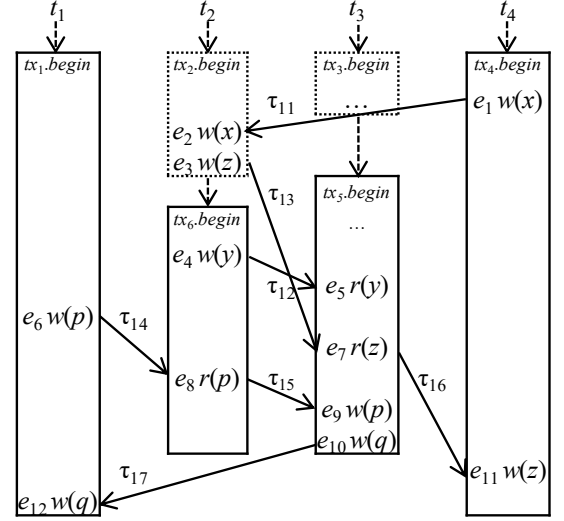 t1 t2 t3 t4
tx1.begin tx2.begin tx3.begin tx4.begin
...
τ11
e1 w(x)
e2 w(x)
e3 w(z)
τ13
tx5.begin
tx6.begin
...
e4 w(y)
τ12
e5 r(y)
e6 w(p)
τ14
e7 r(z)
e8 r(p)
τ15
τ16
e9 w(p)
e10 w(q)
τ17
e11 w(z)
e12 w(q)